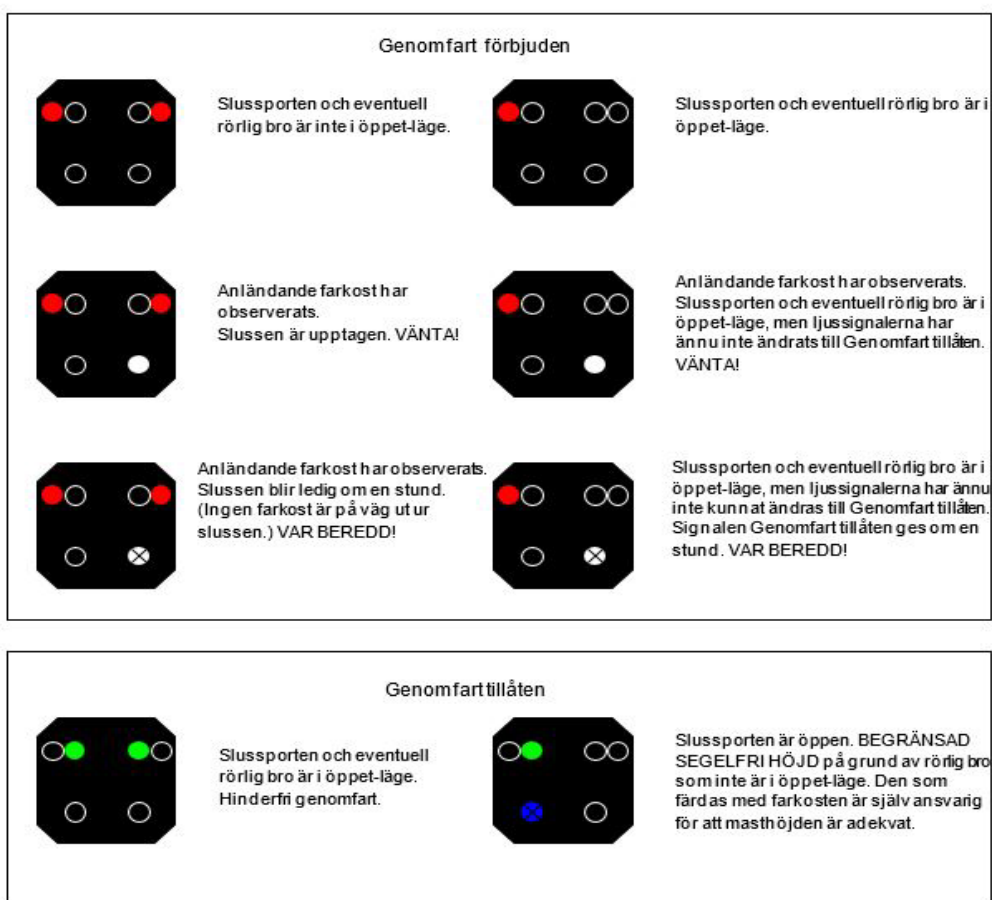 Genomfart förbjuden
Slussporten och eventuell
rörlig bro är inte i öppet-läge.
Slussporten och eventuell rörlig bro är i
öppet-läge.
Anländande farkost har
observerats.
Slussen är upptagen. VÄNTA!
Anländande farkost har observerats.
Slussporten och eventuell rörlig bro är i
öppet-läge, men ljussignalerna har
ännu inte ändrats till Genomfart tillåten.
VÄNTA!
Anländande farkost har observerats.
Slussen blir ledig om en stund.
(Ingen farkost är på väg ut ur
slussen.) VAR BEREDD!
Slussporten och eventuell rörlig bro är i
öppet-läge, men ljussignalerna har ännu
inte kunnat ändras till Genomfart tillåten.
Signalen Genomfart tillåten ges om en
stund. VAR BEREDD!
Genomfart tillåten
Slussporten och eventuell
rörlig bro är i öppet-läge.
Hinderfri genomfart.
Slussporten är öppen. BEGRÄNSAD
SEGELFRI HÖJD på grund av rörlig bro
som inte är i öppet-läge. Den som
färdas med farkosten är själv ansvarig
för att masthöjden är adekvat.